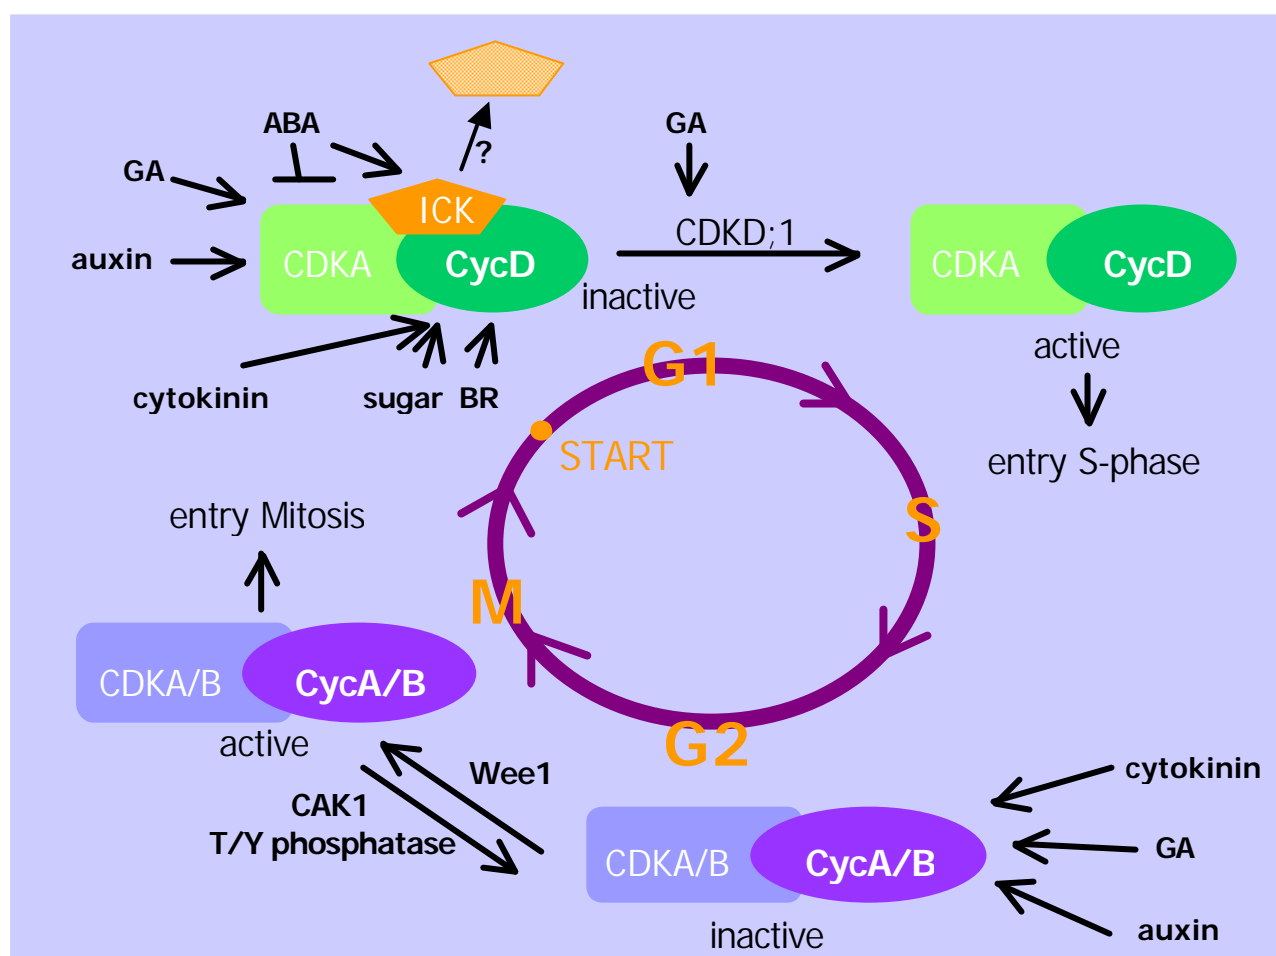 ABA
GA
?
GA
ICK
CDKA
CycD
auxin
inactive
CDKD;1
CDKA
CycD
active
entry S-phase
cytokinin
sugar BR
G1
START
S
M
G2
entry Mitosis
CDKA/B
CycA/B
active
Wee1
CAK1
T/Y phosphatase
CDKA/B
CycA/B
inactive
cytokinin
GA
auxin